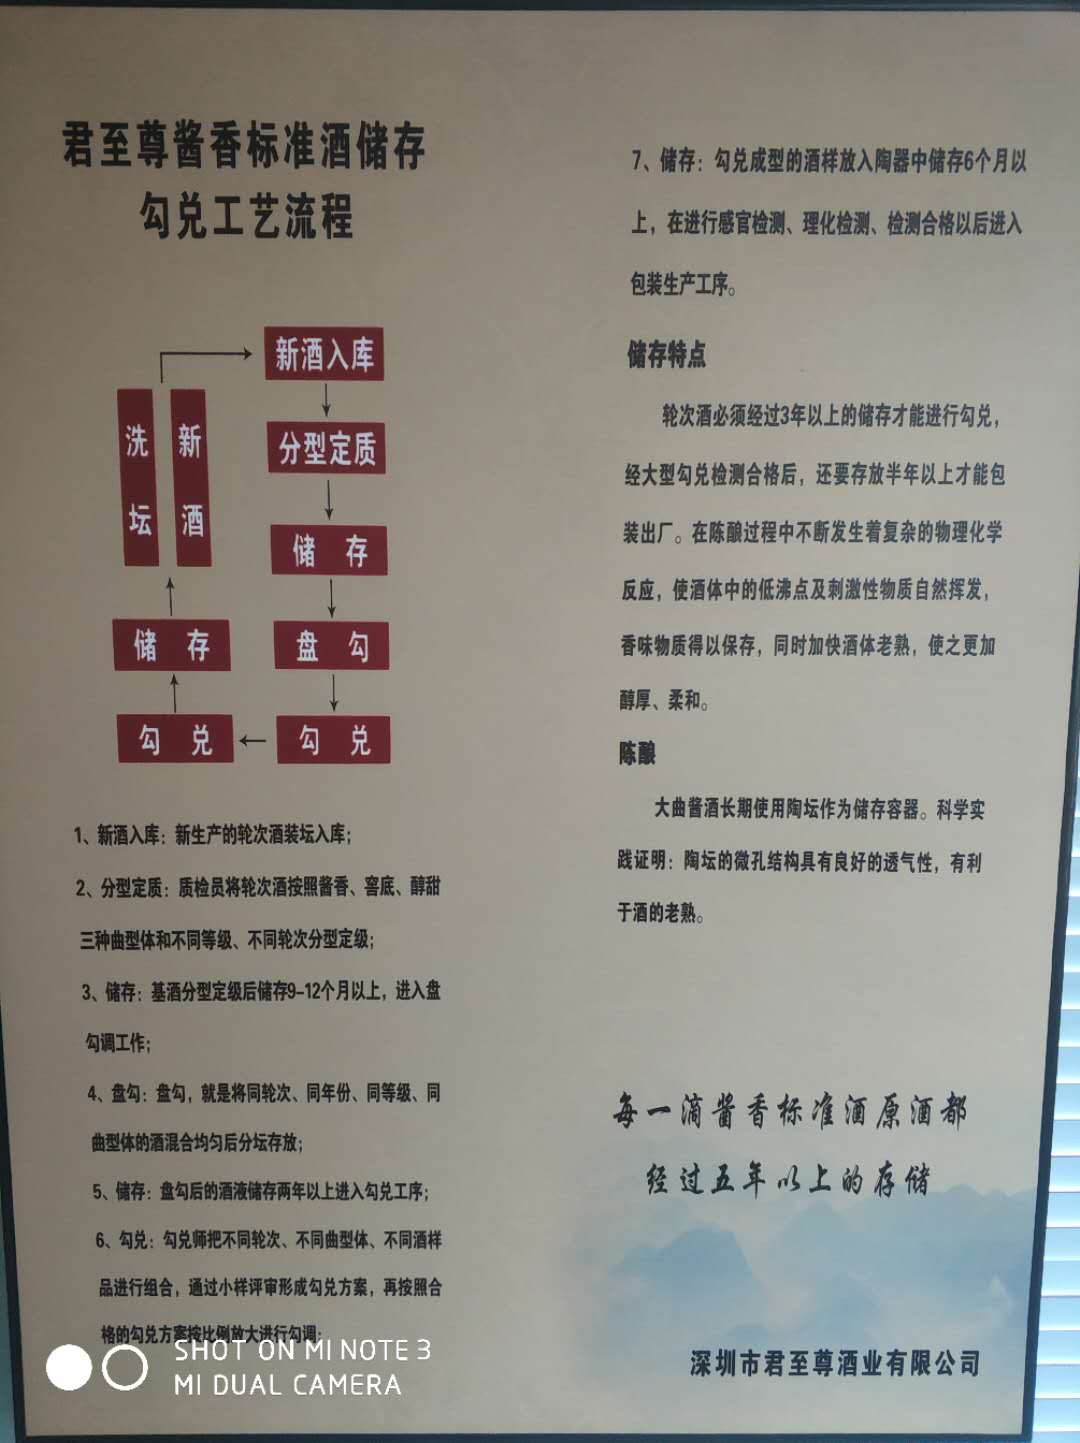 君至尊酱香标准酒储存
勾兑工艺流程
新酒入库
分型定质
储存
盘勾
勾兑
勾兑
储存
洗坛
新酒
1、新酒入库：新生产的轮次酒装坛入库；
2、分型定质：质检员将轮次酒按照酱香、窖底、醇甜
三种曲型体和不同等级、不同轮次分型定级；
3、储存：基酒分型定级后储存9-12个月以上，进入盘
勾调工作；
4、盘勾：盘勾，就是将同轮次、同年份、同等级、同
曲型体的酒混合均匀后分坛存放；
5、储存：盘勾后的酒液储存两年以上进入勾兑工序；
6、勾兑：勾兑师把不同轮次、不同曲型体、不同酒样
品进行组合，通过小样评审形成勾兑方案，再按照合
格的勾兑方案按比例放大进行勾调；
7、储存：勾兑成型的酒样放入陶器中储存6个月以
上，在进行感官检测、理化检测、检测合格以后进入
包装生产工序。
储存特点
轮次酒必须经过3年以上的储存才能进行勾兑，
经大型勾兑检测合格后，还要存放半年以上才能包
装出厂。在陈酿过程中不断发生着复杂的物理化学
反应，使酒体中的低沸点及刺激性物质自然挥发，
香味物质得以保存，同时加快酒体老熟，使之更加
醇厚、柔和。
陈酿
大曲酱酒长期使用陶坛作为储存容器。科学实
践证明：陶坛的微孔结构具有良好的透气性，有利
于酒的老熟。
每一滴酱香标准酒原酒都
经过五年以上的存储
深圳市君至尊酒业有限公司
SHOT ON MI NOTE 3
MI DUAL CAMERA